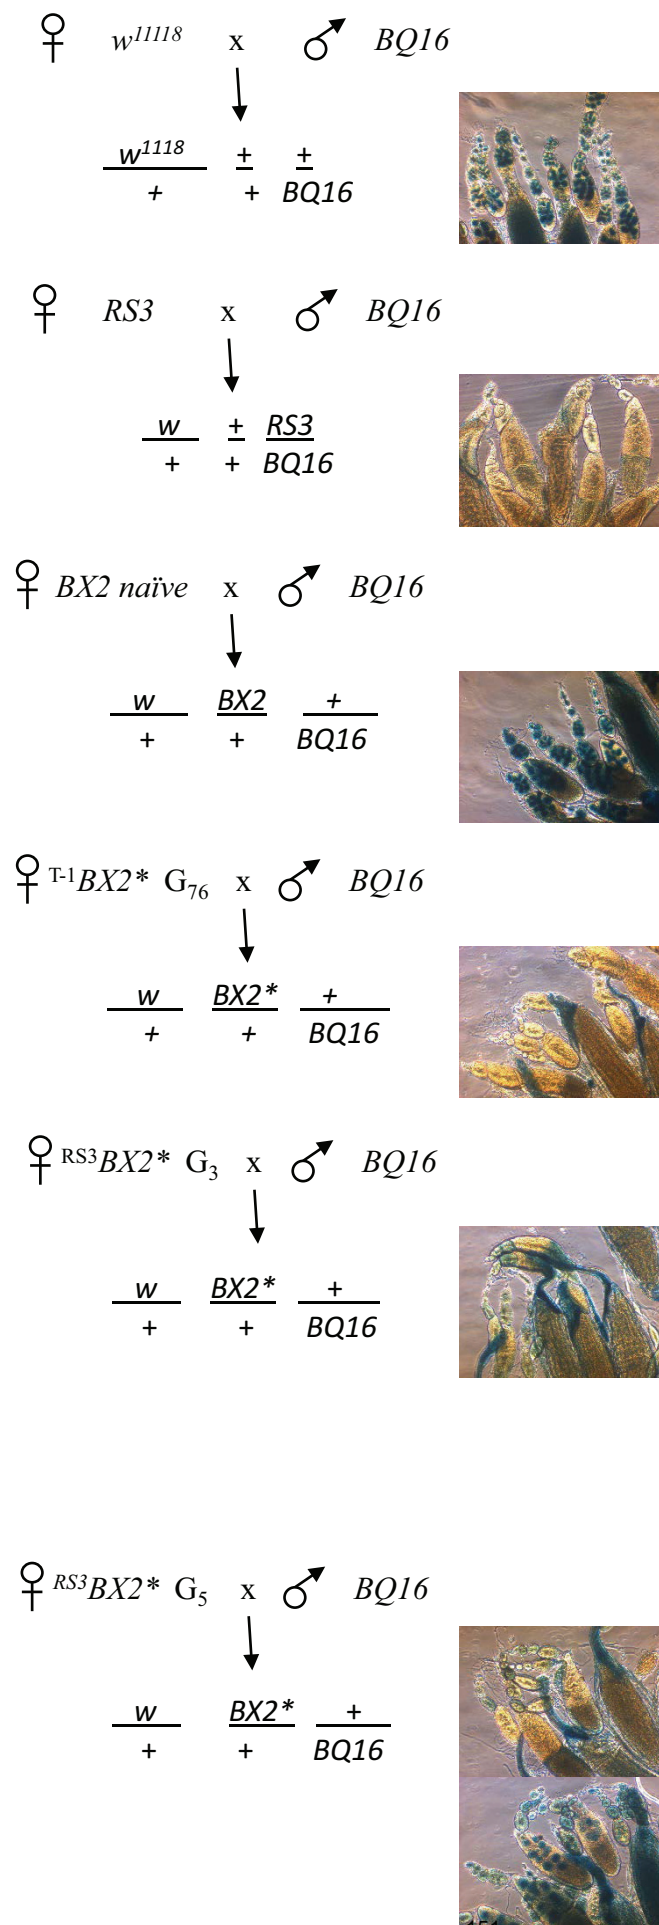 ♀ w¹¹¹¹⁸ x ♂ BQ16
w¹¹¹⁸ + +
+ + BQ16
♀ RS3 x ♂ BQ16
w + RS3
+ + BQ16
♀ BX2 naïve x ♂ BQ16
w BX2 +
+ + BQ16
♀ ᵀ⁻¹BX2* G₇₆ x ♂ BQ16
w BX2* +
+ + BQ16
♀ ᴿˢ³BX2* G₃ x ♂ BQ16
w BX2* +
+ + BQ16
♀ ᴿˢ³BX2* G₅ x ♂ BQ16
w BX2* +
+ + BQ16